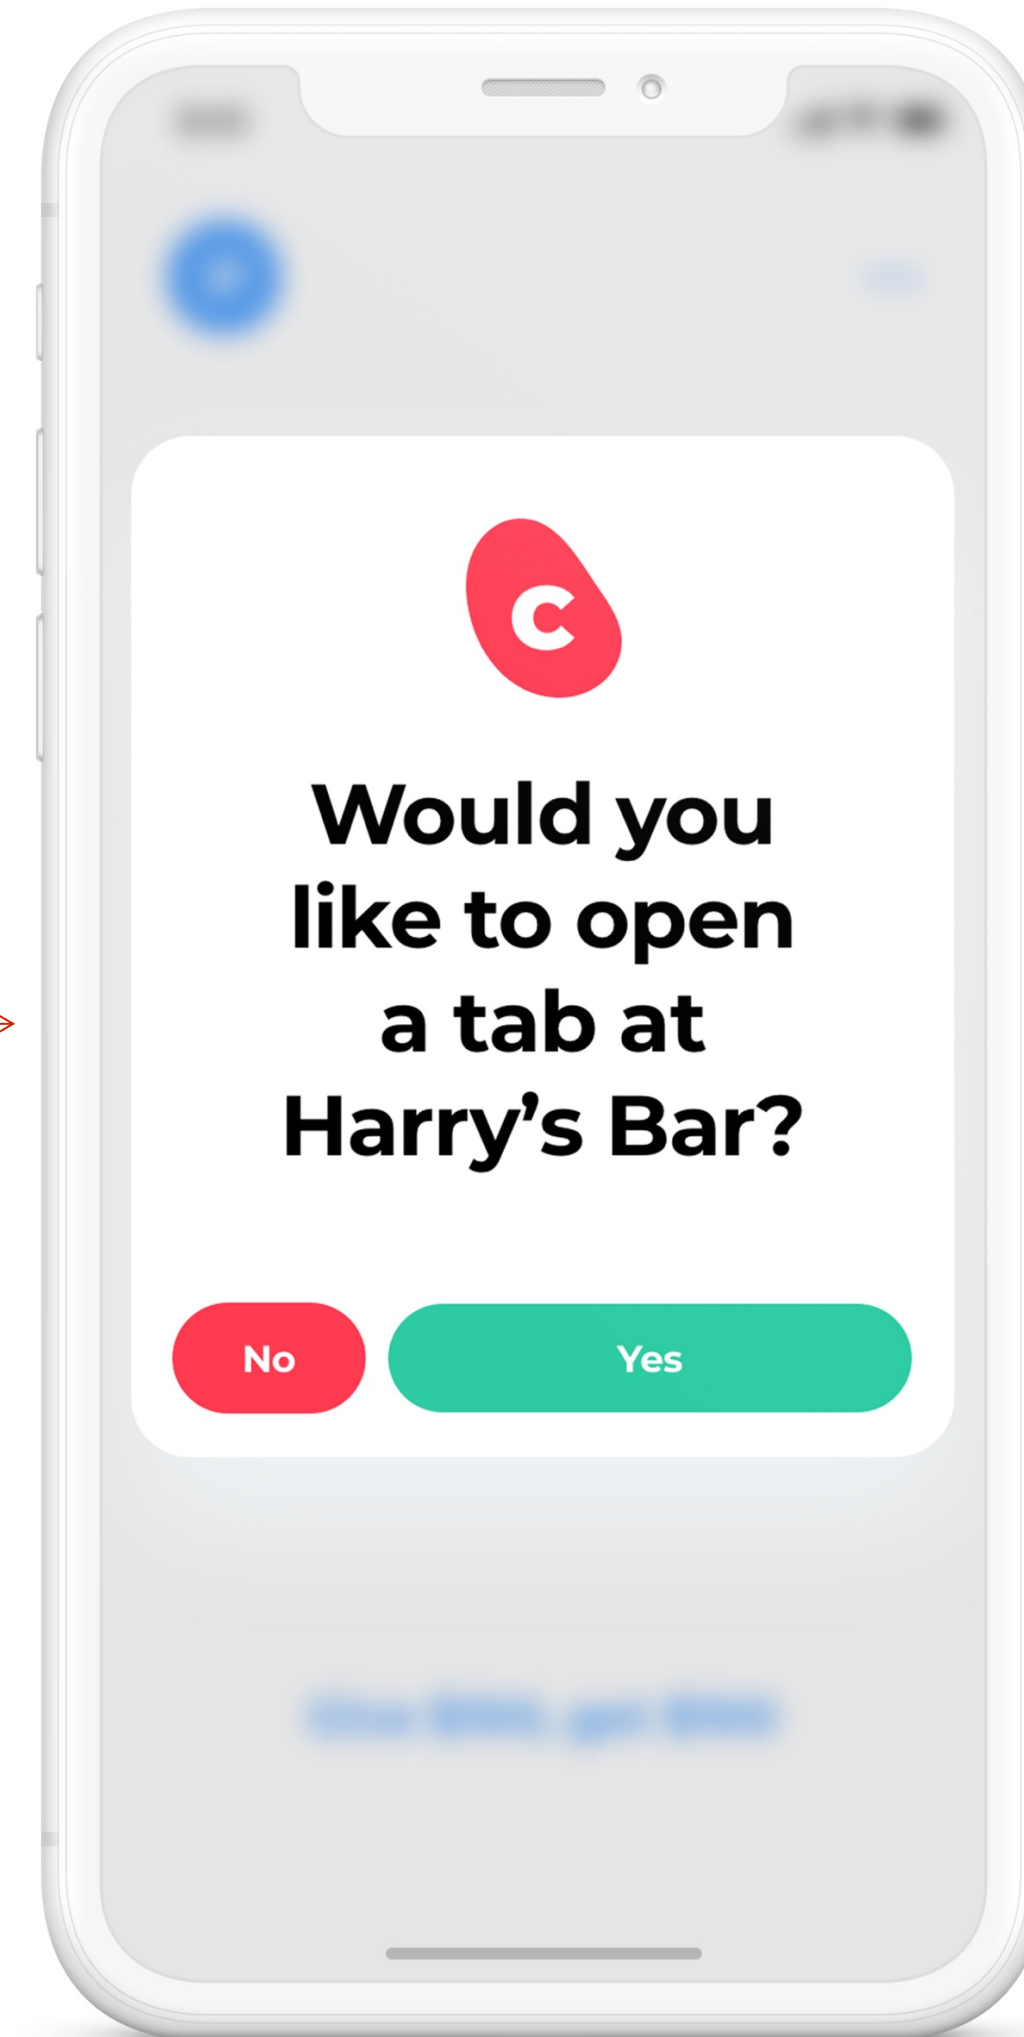 C
Would you
like to open
a tab at
Harry’s Bar?
No
Yes